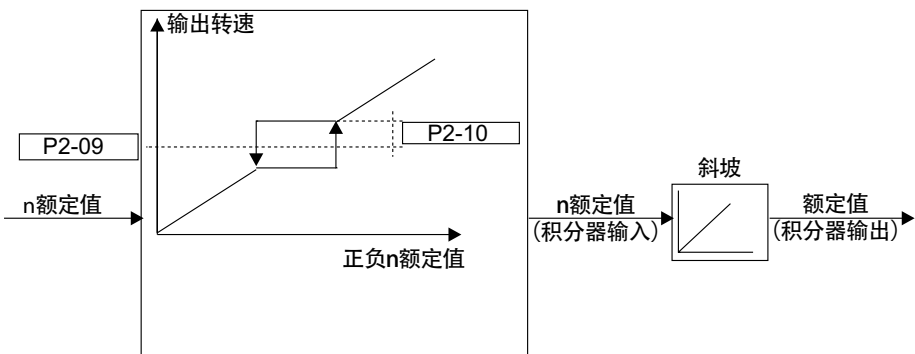 输出转速
P2-09
P2-10
n额定值
正负n额定值
n额定值
(积分器输入)
斜坡
额定值
(积分器输出)